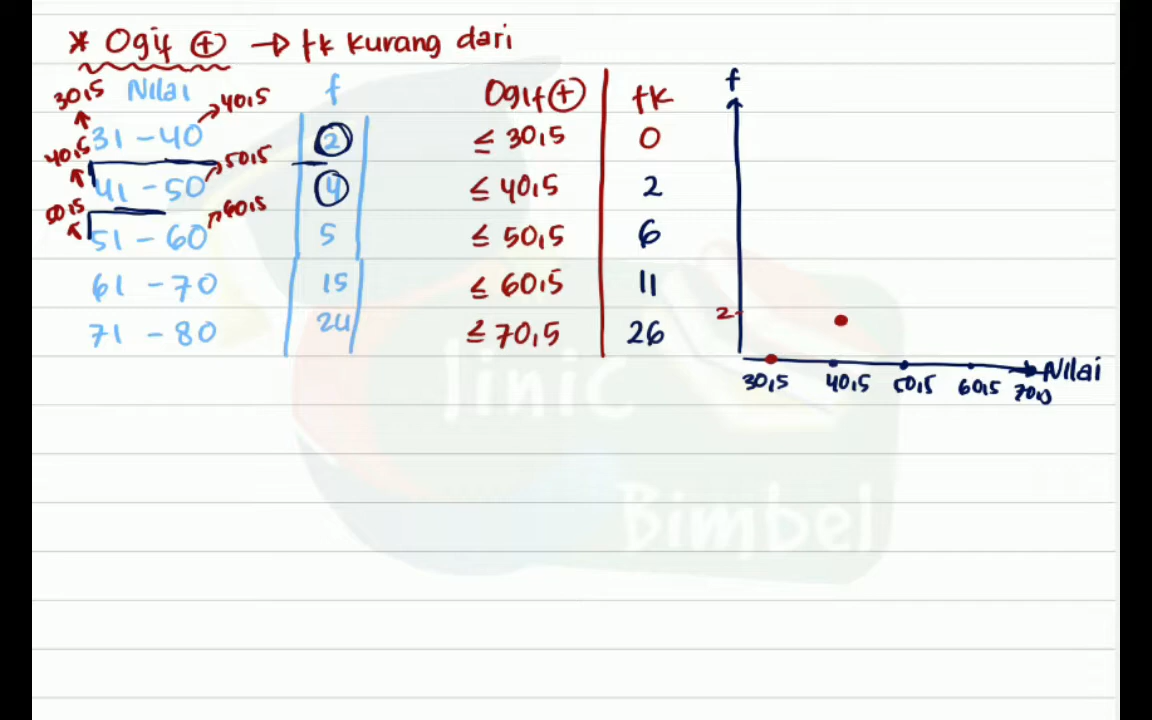 * Ogif ⊕ → fk kurang dari
30,5 Nilai → 40,5 f Ogif ⊕ fk f
31 - 40 2 ≤ 30,5 0
40,5 50,5
41 - 50 4 ≤ 40,5 2
50,5 60,5
51 - 60 5 ≤ 50,5 6
61 - 70 15 ≤ 60,5 11
71 - 80 24 ≤ 70,5 26
2
30,5 40,5 50,5 60,5 70,5 Nilai
linic
Bimbel